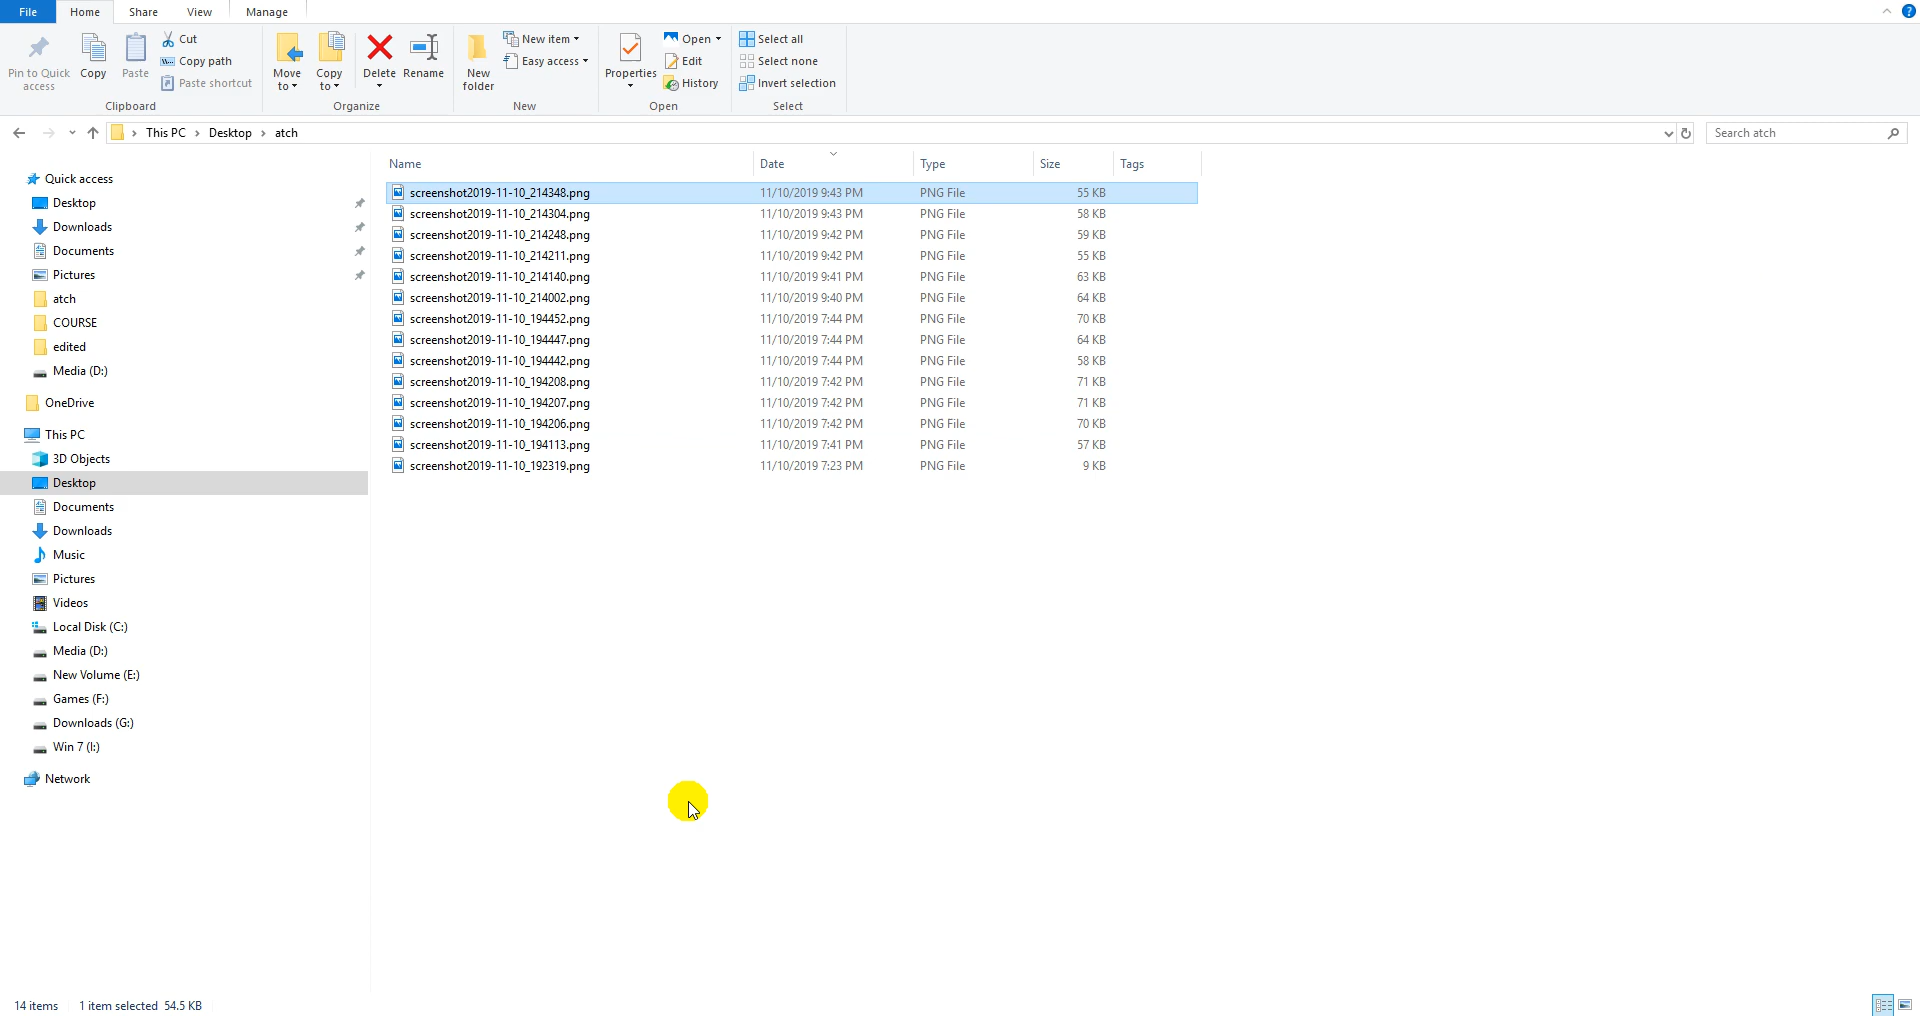 File Home Share View Manage
Pin to Quick access
Copy
Paste
Cut
Copy path
Paste shortcut
Clipboard
Move to
Copy to
Delete
Rename
Organize
New folder
New item
Easy access
New
Properties
Open
Edit
History
Open
Select all
Select none
Invert selection
Select
This PC > Desktop > atch
Search atch
Quick access
Desktop
Downloads
Documents
Pictures
atch
COURSE
edited
Media (D:)
OneDrive
This PC
3D Objects
Desktop
Documents
Downloads
Music
Pictures
Videos
Local Disk (C:)
Media (D:)
New Volume (E:)
Games (F:)
Downloads (G:)
Win 7 (I:)
Network
Name Date Type Size Tags
screenshot2019-11-10_214348.png 11/10/2019 9:43 PM PNG File 55 KB
screenshot2019-11-10_214304.png 11/10/2019 9:43 PM PNG File 58 KB
screenshot2019-11-10_214248.png 11/10/2019 9:42 PM PNG File 59 KB
screenshot2019-11-10_214211.png 11/10/2019 9:42 PM PNG File 55 KB
screenshot2019-11-10_214140.png 11/10/2019 9:41 PM PNG File 63 KB
screenshot2019-11-10_214002.png 11/10/2019 9:40 PM PNG File 64 KB
screenshot2019-11-10_194452.png 11/10/2019 7:44 PM PNG File 70 KB
screenshot2019-11-10_194447.png 11/10/2019 7:44 PM PNG File 64 KB
screenshot2019-11-10_194442.png 11/10/2019 7:44 PM PNG File 58 KB
screenshot2019-11-10_194208.png 11/10/2019 7:42 PM PNG File 71 KB
screenshot2019-11-10_194207.png 11/10/2019 7:42 PM PNG File 71 KB
screenshot2019-11-10_194206.png 11/10/2019 7:42 PM PNG File 70 KB
screenshot2019-11-10_194113.png 11/10/2019 7:41 PM PNG File 57 KB
screenshot2019-11-10_192319.png 11/10/2019 7:23 PM PNG File 9 KB
14 items 1 item selected 54.5 KB